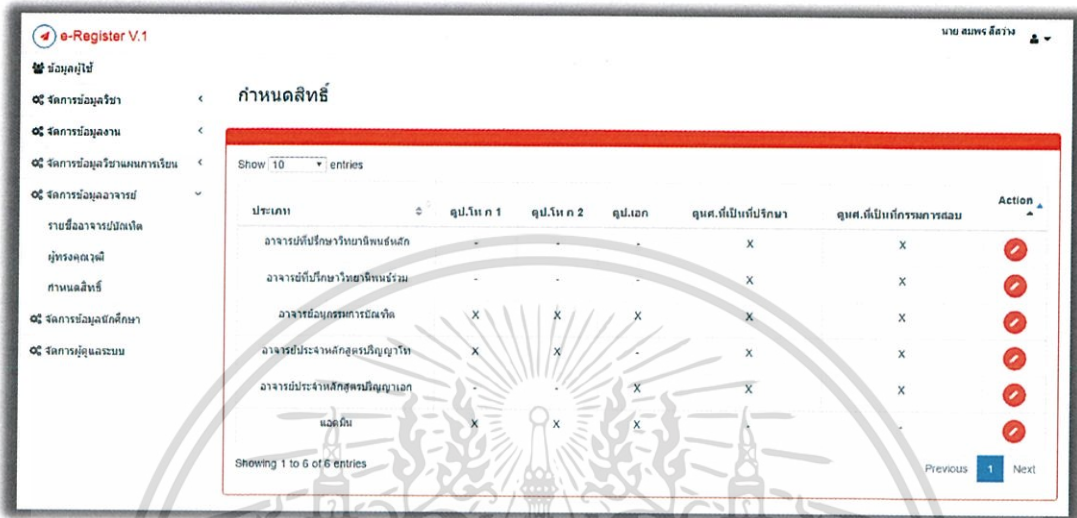 e-Register V.1
นาย สมพร ดีสว่าง
ข้อมูลผู้ใช้
จัดการข้อมูลวิชา
จัดการข้อมูลงาน
จัดการข้อมูลวิชาแผนการเรียน
จัดการข้อมูลอาจารย์
รายชื่ออาจารย์บัณฑิต
ผู้ทรงคุณวุฒิ
กำหนดสิทธิ์
จัดการข้อมูลนักศึกษา
จัดการผู้ดูแลระบบ
กำหนดสิทธิ์
Show 10 entries
ประเภท ดูป.โท ก 1 ดูป.โท ก 2 ดูป.เอก ดูนศ.ที่เป็นที่ปรึกษา ดูนศ.ที่เป็นกรรมการสอบ Action
อาจารย์ที่ปรึกษาวิทยานิพนธ์หลัก - - - X X
อาจารย์ที่ปรึกษาวิทยานิพนธ์ร่วม - - - X X
อาจารย์อนุกรรมการบัณฑิต X X X X X
อาจารย์ประจำหลักสูตรปริญญาโท X X - X X
อาจารย์ประจำหลักสูตรปริญญาเอก - - X X X
แอดมิน X X X - -
Showing 1 to 6 of 6 entries
Previous 1 Next